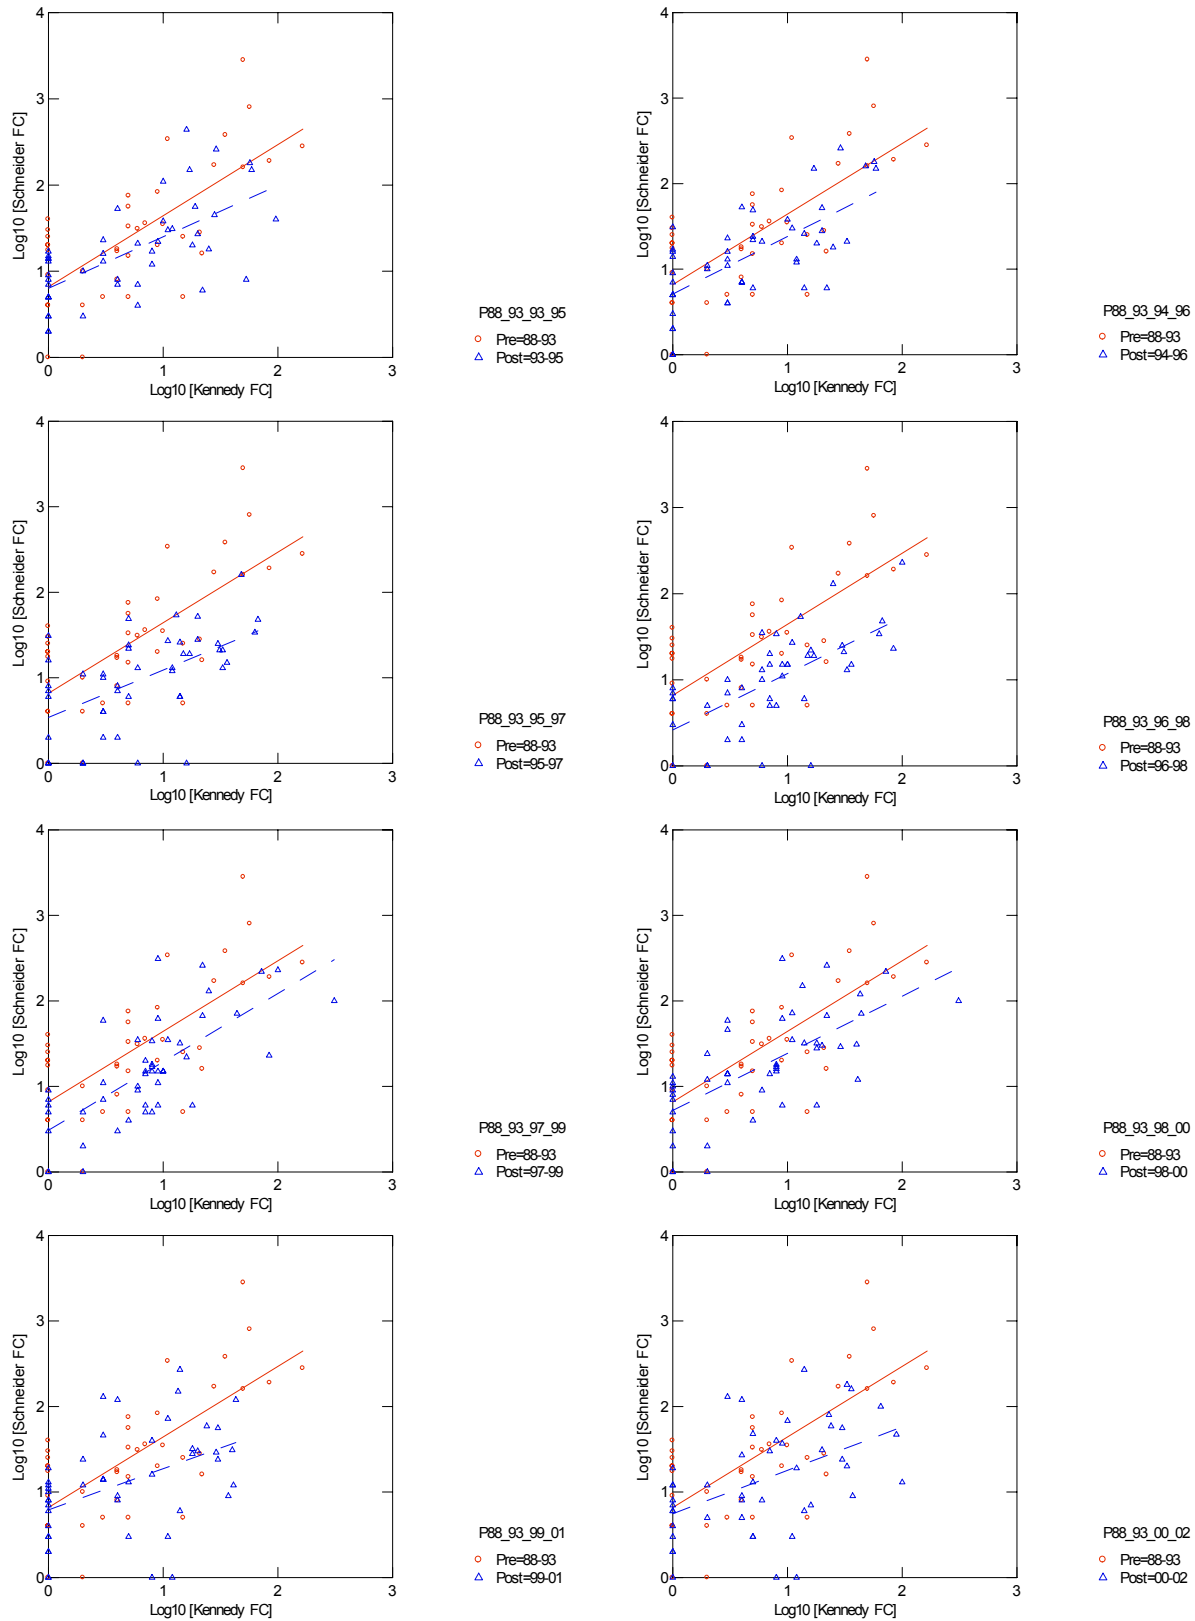 4
3
2
1
0
0 1 2 3
Log10 [Schneider FC]
Log10 [Kennedy FC]
P88_93_93_95
Pre=88-93
Post=93-95
4
3
2
1
0
0 1 2 3
Log10 [Schneider FC]
Log10 [Kennedy FC]
P88_93_94_96
Pre=88-93
Post=94-96
4
3
2
1
0
0 1 2 3
Log10 [Schneider FC]
Log10 [Kennedy FC]
P88_93_95_97
Pre=88-93
Post=95-97
4
3
2
1
0
0 1 2 3
Log10 [Schneider FC]
Log10 [Kennedy FC]
P88_93_96_98
Pre=88-93
Post=96-98
4
3
2
1
0
0 1 2 3
Log10 [Schneider FC]
Log10 [Kennedy FC]
P88_93_97_99
Pre=88-93
Post=97-99
4
3
2
1
0
0 1 2 3
Log10 [Schneider FC]
Log10 [Kennedy FC]
P88_93_98_00
Pre=88-93
Post=98-00
4
3
2
1
0
0 1 2 3
Log10 [Schneider FC]
Log10 [Kennedy FC]
P88_93_99_01
Pre=88-93
Post=99-01
4
3
2
1
0
0 1 2 3
Log10 [Schneider FC]
Log10 [Kennedy FC]
P88_93_00_02
Pre=88-93
Post=00-02